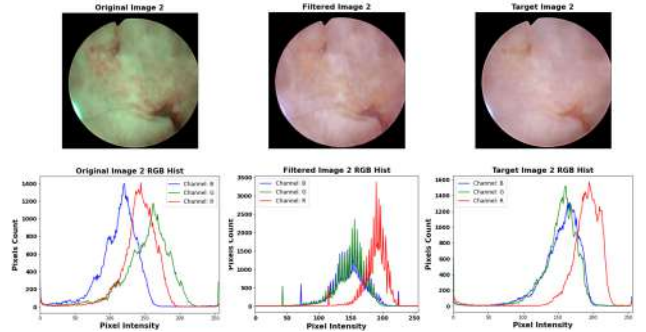 Original Image 2
Filtered Image 2
Target Image 2
Original Image 2 RGB Hist
1400
1200
1000
800
600
400
200
0
Pixels Count
Channel: B
Channel: G
Channel: R
0 50 100 150 200 250
Pixel Intensity
Filtered Image 2 RGB Hist
3500
3000
2500
2000
1500
1000
500
0
Pixels Count
Channel: B
Channel: G
Channel: R
0 50 100 150 200 250
Pixel Intensity
Target Image 2 RGB Hist
1600
1400
1200
1000
800
600
400
200
0
Pixels Count
Channel: B
Channel: G
Channel: R
0 50 100 150 200 250
Pixel Intensity